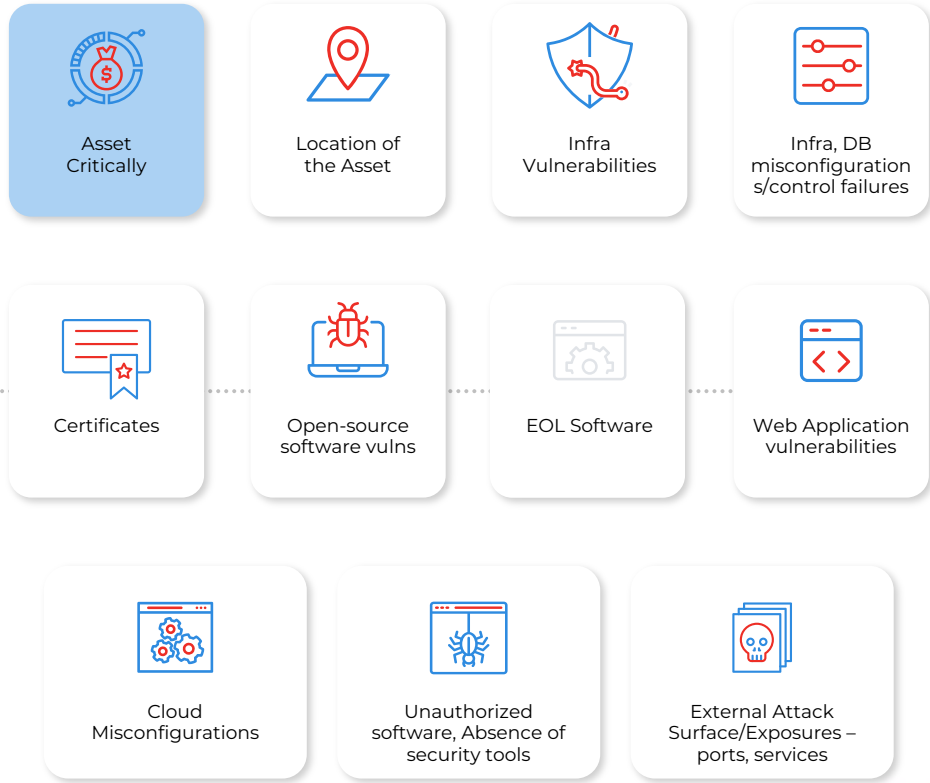 $
Asset
Critically
Location of
the Asset
Infra
Vulnerabilities
Infra, DB
misconfiguration
s/control failures
Certificates
Open-source
software vulns
EOL Software
Web Application
vulnerabilities
Cloud
Misconfigurations
Unauthorized
software, Absence of
security tools
External Attack
Surface/Exposures –
ports, services